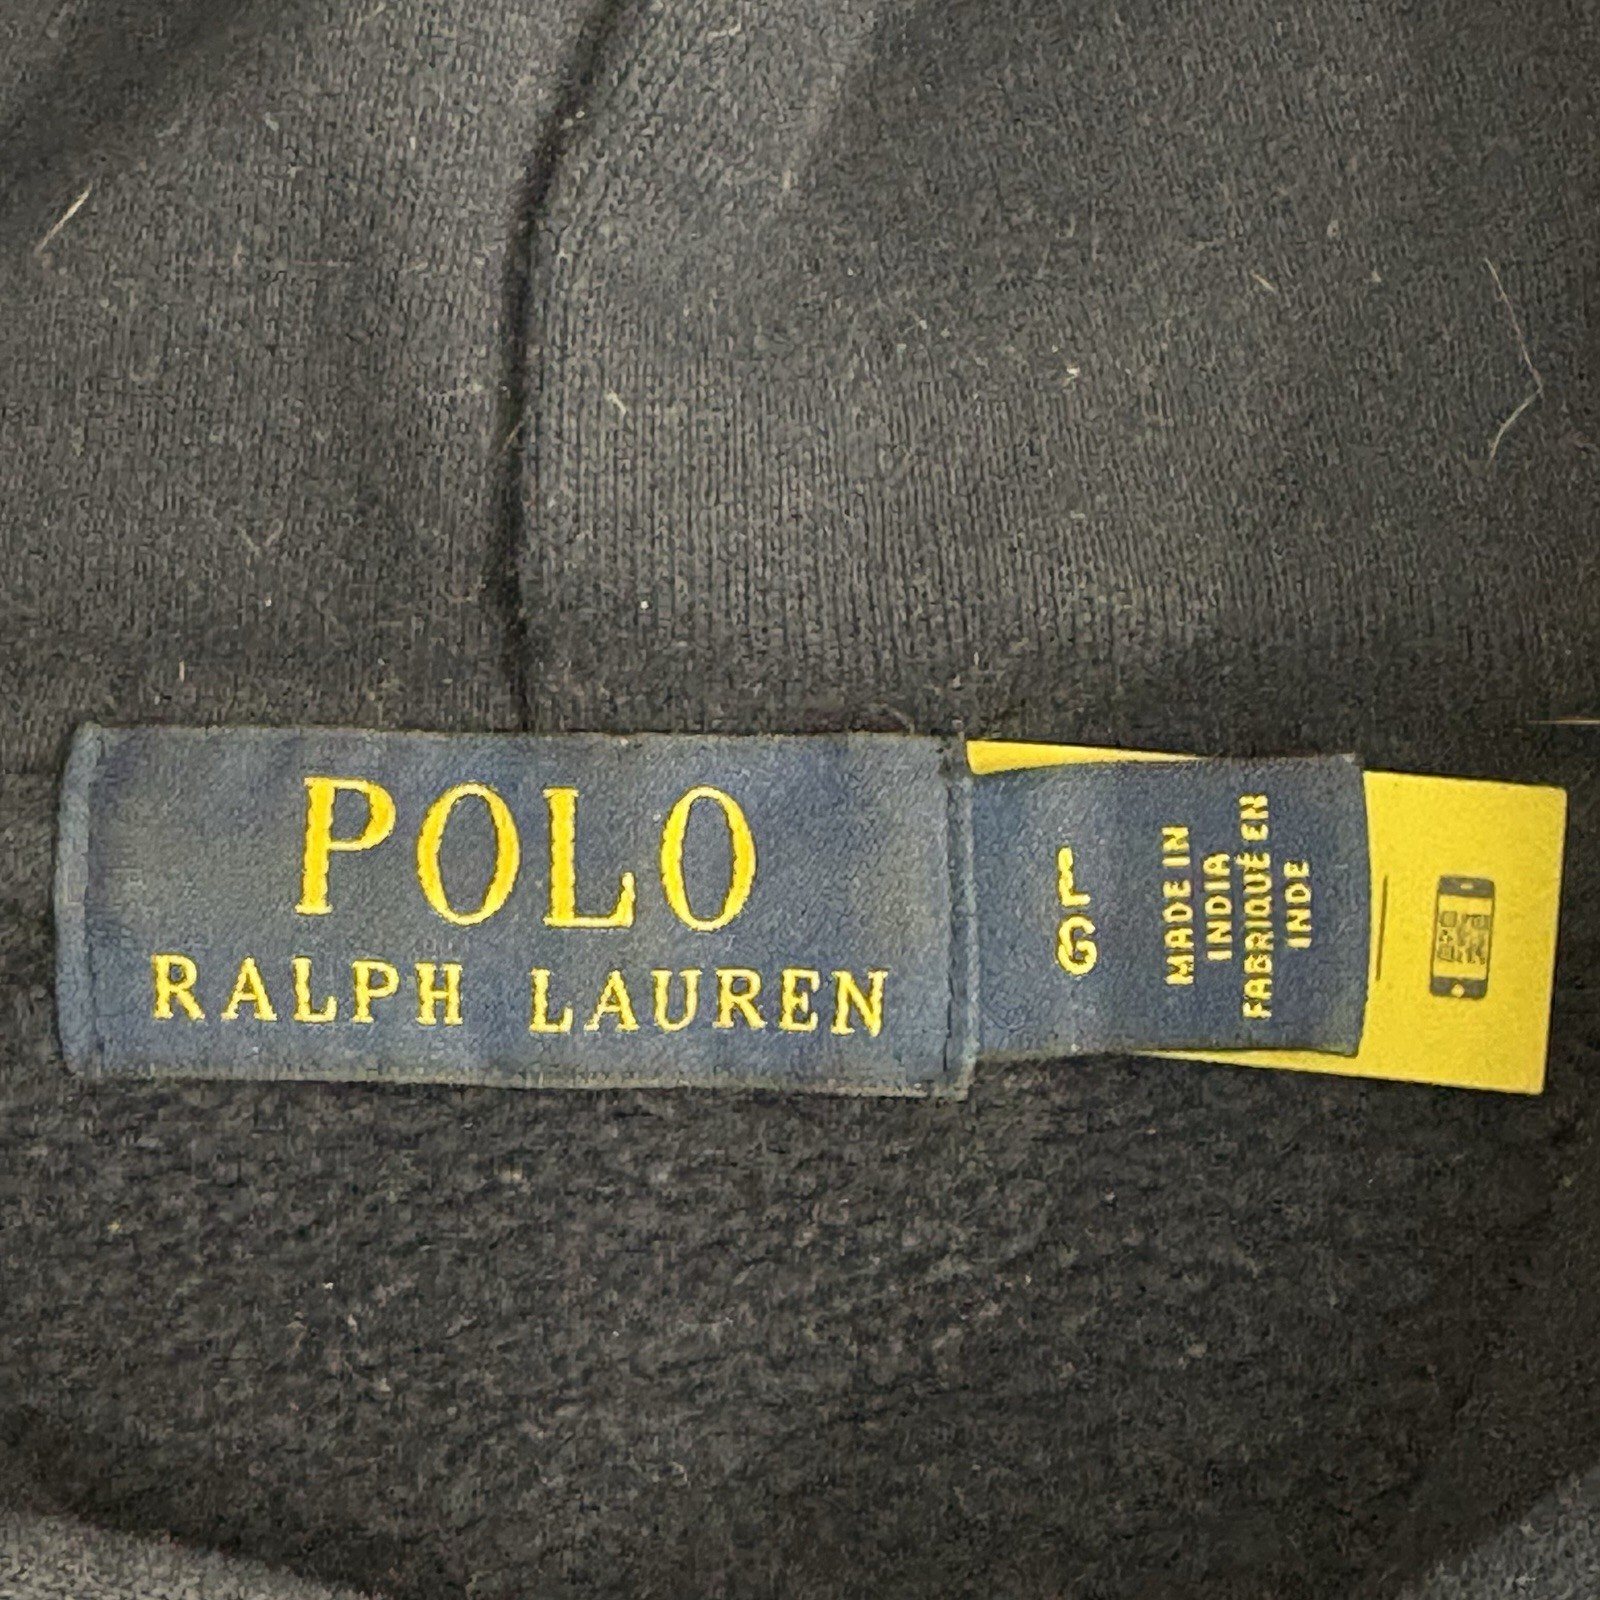 POLO
RALPH LAUREN
MADE IN
INDIA
FABRIQUÉ EN
INDE